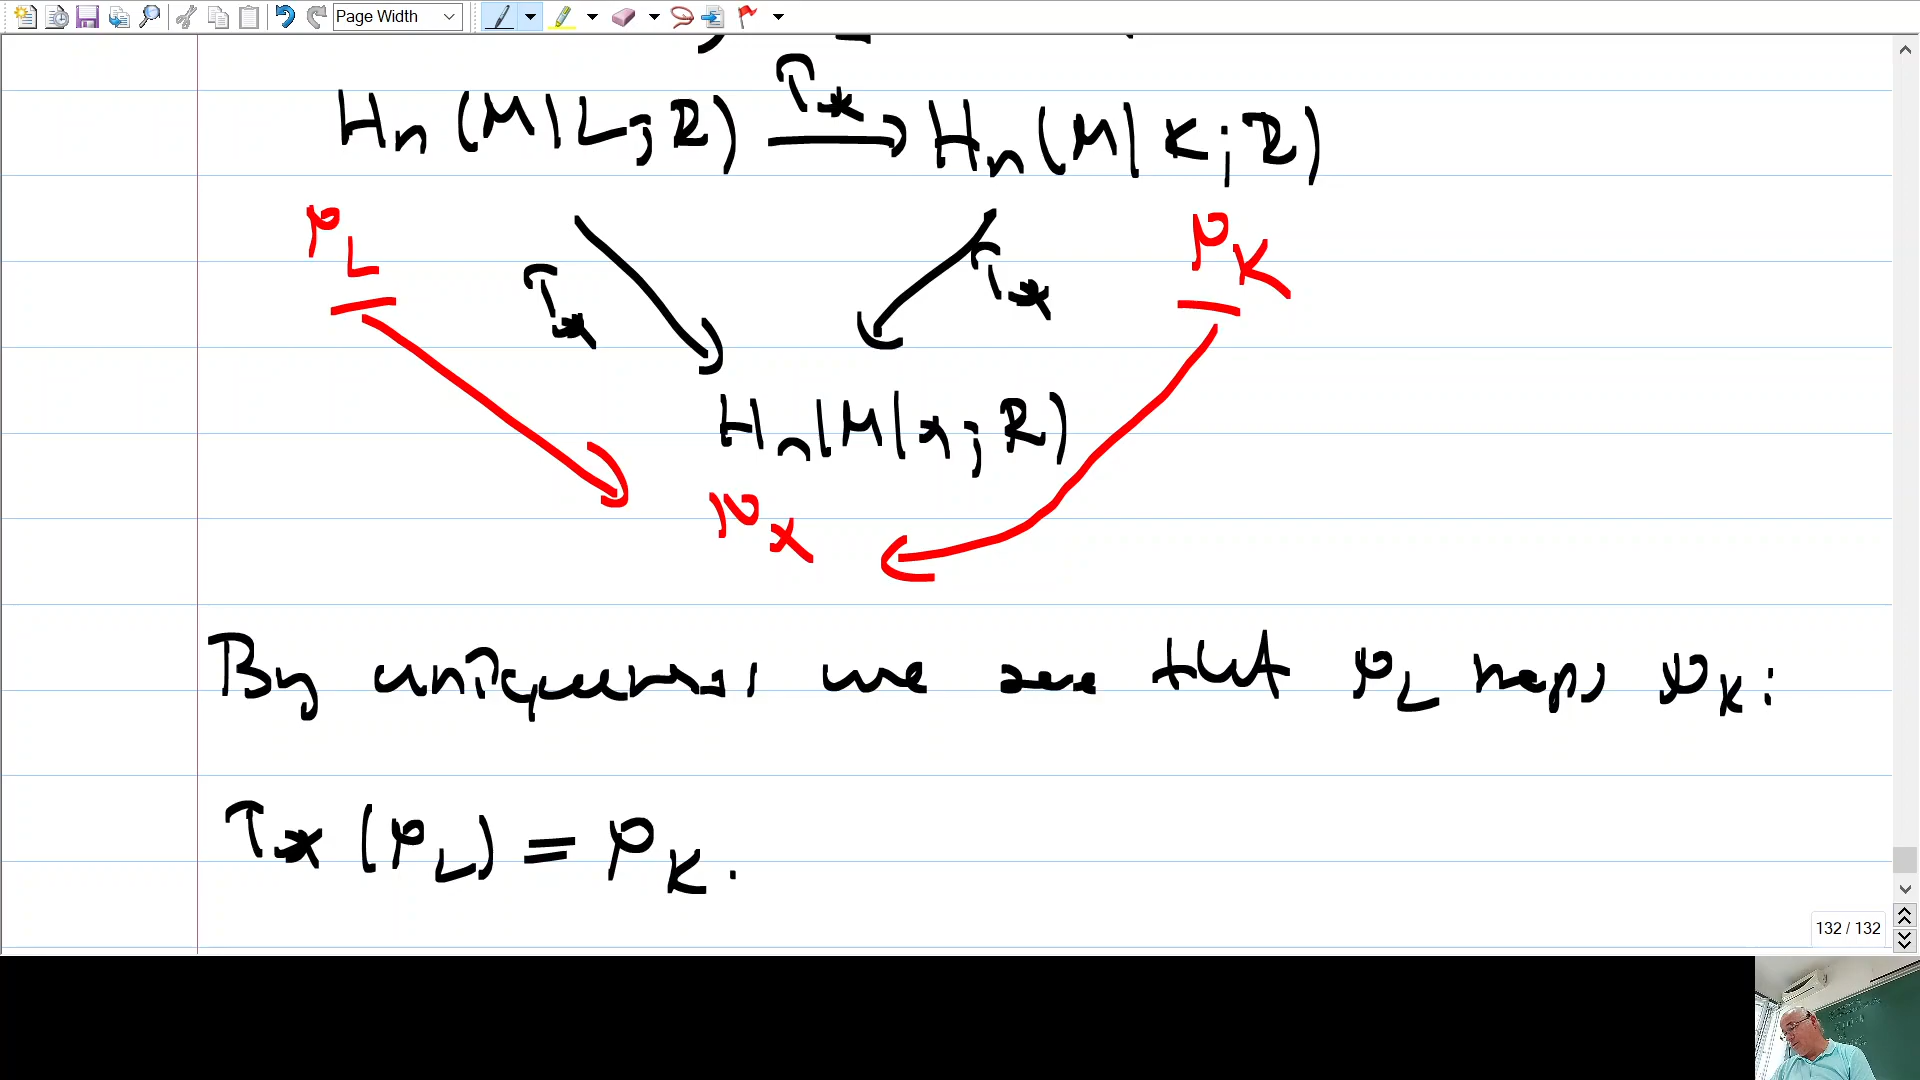 Page Width
Hn (M|L; R) i* Hn (M|K; R)
μL i* i* μK
Hn (M|x; R)
μx
By uniqueness we see that μL maps μK:
i* (μL) = μK.
132 / 132